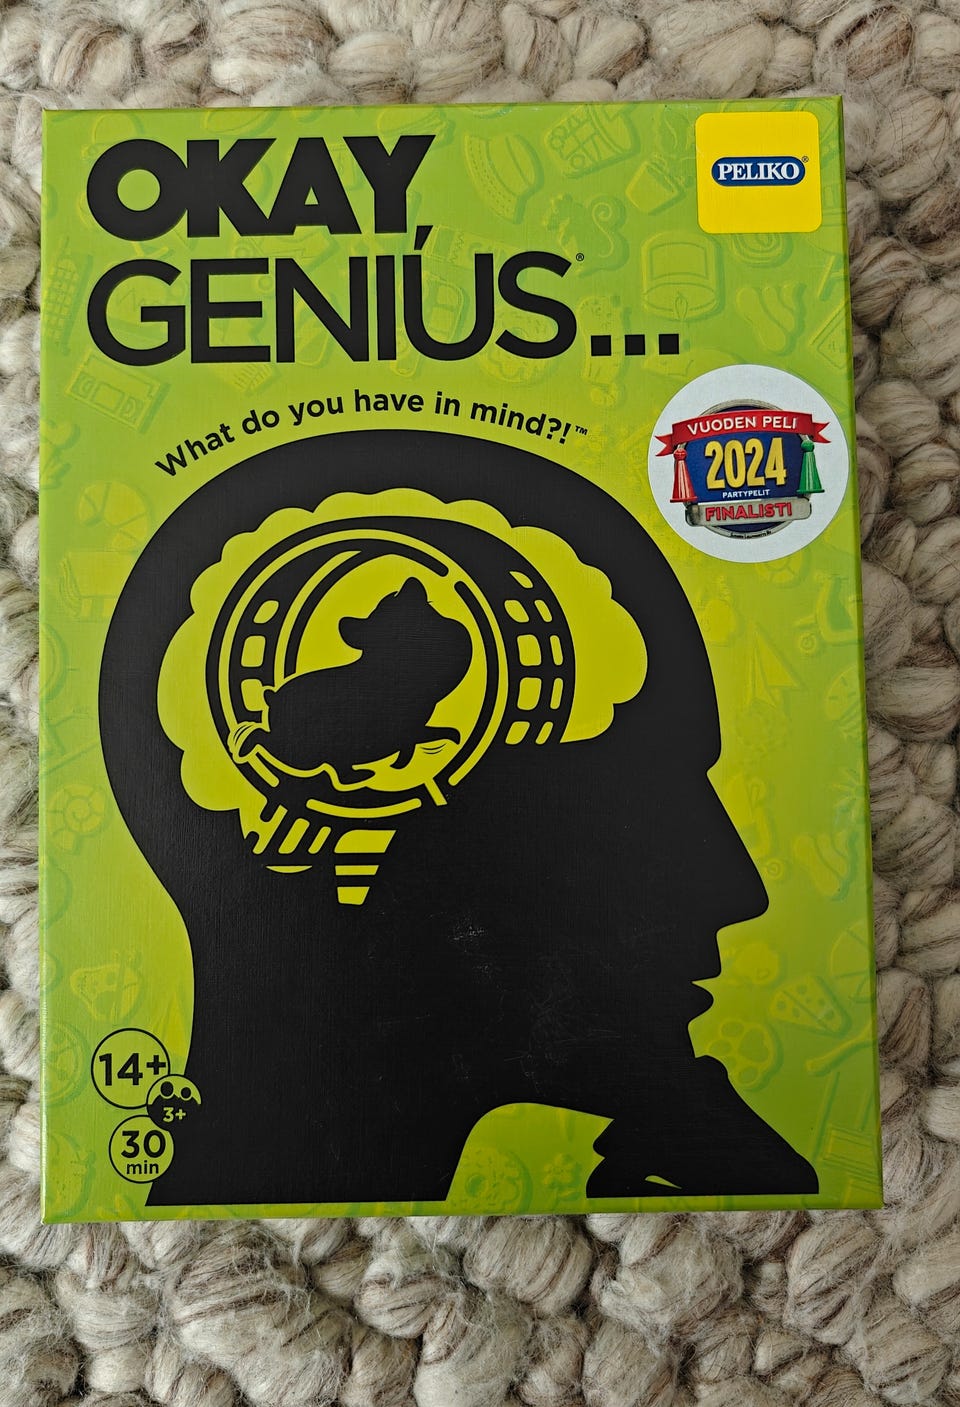 OKAY,
GENIUS®...
PELIKO®
What do you have in mind?!™
VUODEN PELI
2024
PARTYPELIT
FINALISTI
14+
3+
30
min